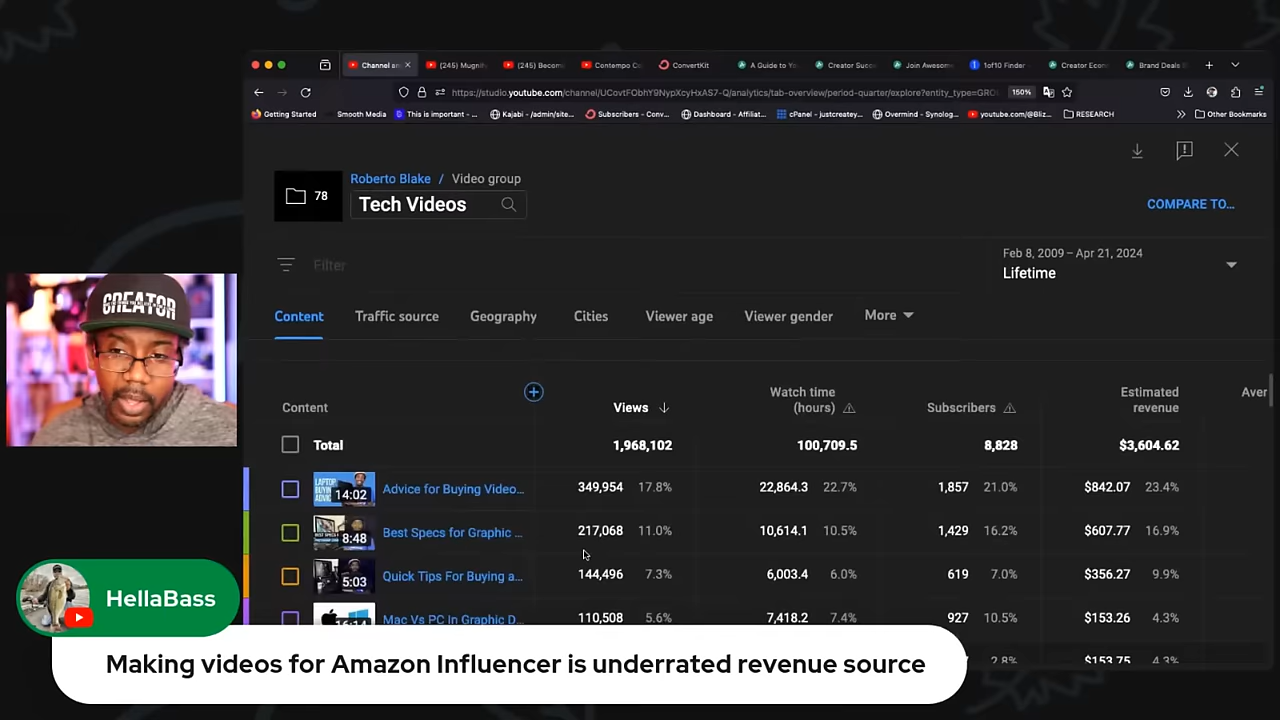 Channel an
(245) Mugni
(245) Becom
Contempo Co
ConvertKit
A Guide to Yo
Creator Succ
Join Awesom
1of10 Finder
Creator Econ
Brand Deals
https://studio.youtube.com/channel/UCovtFObhY9NypXcyHxAS7-Q/analytics/tab-overview/period-quarter/explore?entity_type=GRO
150%
Getting Started
Smooth Media
This is important - ...
Kajabi - /admin/site...
Subscribers - Conv...
Dashboard - Affiliat...
cPanel - justcreatey...
Overmind - Synolog...
youtube.com/@Bliz...
RESEARCH
Other Bookmarks
78
Roberto Blake / Video group
Tech Videos
COMPARE TO...
Filter
Feb 8, 2009 – Apr 21, 2024
Lifetime
Content Traffic source Geography Cities Viewer age Viewer gender More
Content
Views
Watch time (hours)
Subscribers
Estimated revenue
Aver
Total 1,968,102 100,709.5 8,828 $3,604.62
LAPTOP BUYING ADVICE
14:02
Advice for Buying Video... 349,954 17.8% 22,864.3 22.7% 1,857 21.0% $842.07 23.4%
8:48
Best Specs for Graphic ... 217,068 11.0% 10,614.1 10.5% 1,429 16.2% $607.77 16.9%
5:03
Quick Tips For Buying a... 144,496 7.3% 6,003.4 6.0% 619 7.0% $356.27 9.9%
16:14
Mac Vs PC In Graphic D... 110,508 5.6% 7,418.2 7.4% 927 10.5% $153.26 4.3%
2.8% $153.75 4.3%
CREATOR
HellaBass
Making videos for Amazon Influencer is underrated revenue source